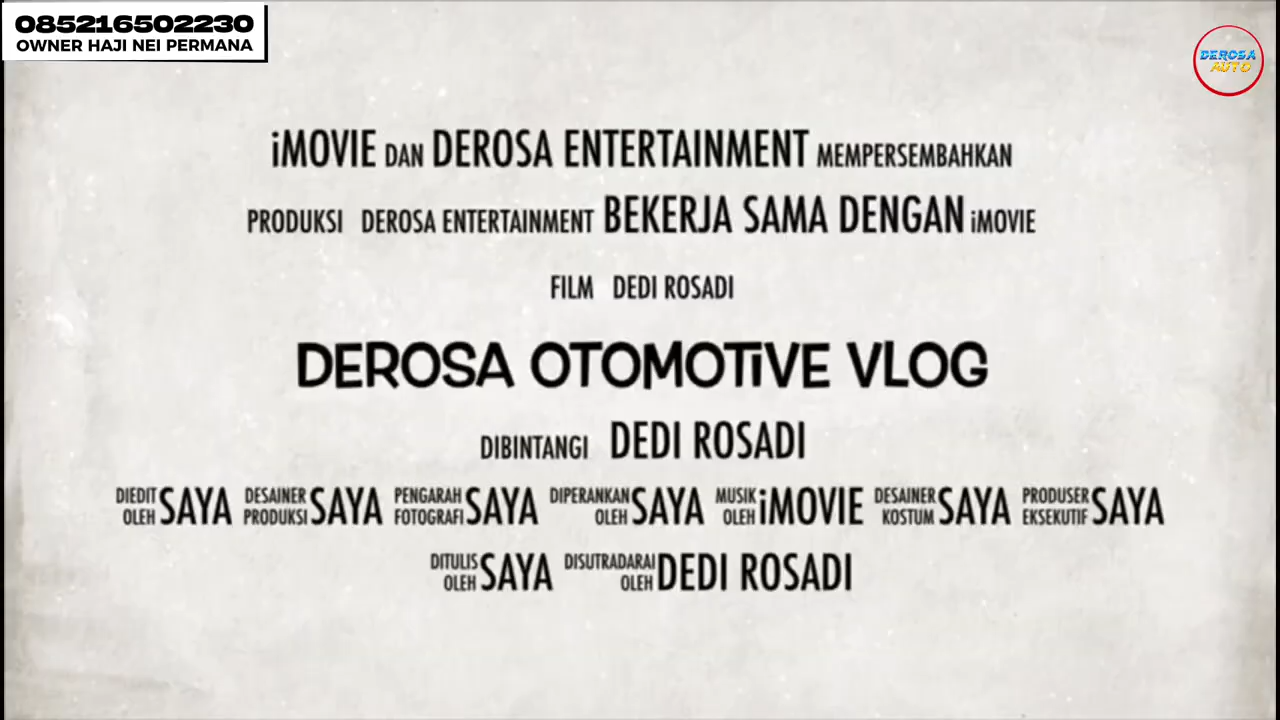 085216502230
OWNER HAJI NEI PERMANA
DEROSA
AUTO
iMOVIE DAN DEROSA ENTERTAINMENT MEMPERSEMBAHKAN
PRODUKSI DEROSA ENTERTAINMENT BEKERJA SAMA DENGAN iMOVIE
FILM DEDI ROSADI
DEROSA OTOMOTiVE VLOG
DIBINTANGI DEDI ROSADI
DIEDIT OLEH SAYA DESAINER PRODUKSI SAYA PENGARAH FOTOGRAFI SAYA DIPERANKAN OLEH SAYA MUSIK OLEH iMOVIE DESAINER KOSTUM SAYA PRODUSER EKSEKUTIF SAYA
DITULIS OLEH SAYA DISUTRADARAI OLEH DEDI ROSADI